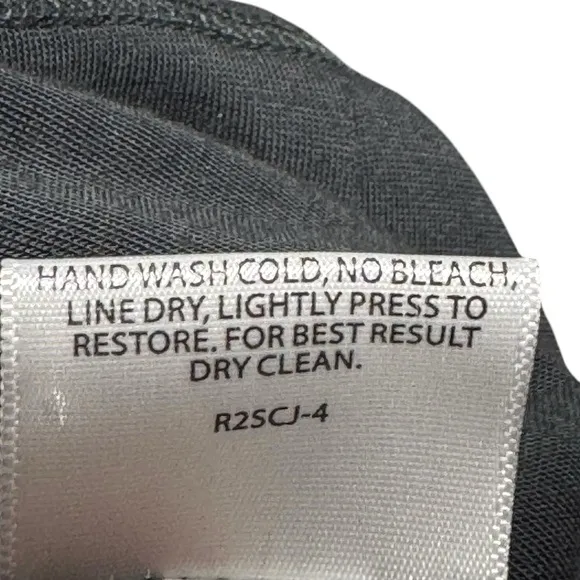 HAND WASH COLD, NO BLEACH,
LINE DRY, LIGHTLY PRESS TO
RESTORE. FOR BEST RESULT
DRY CLEAN.
R2SCJ-4